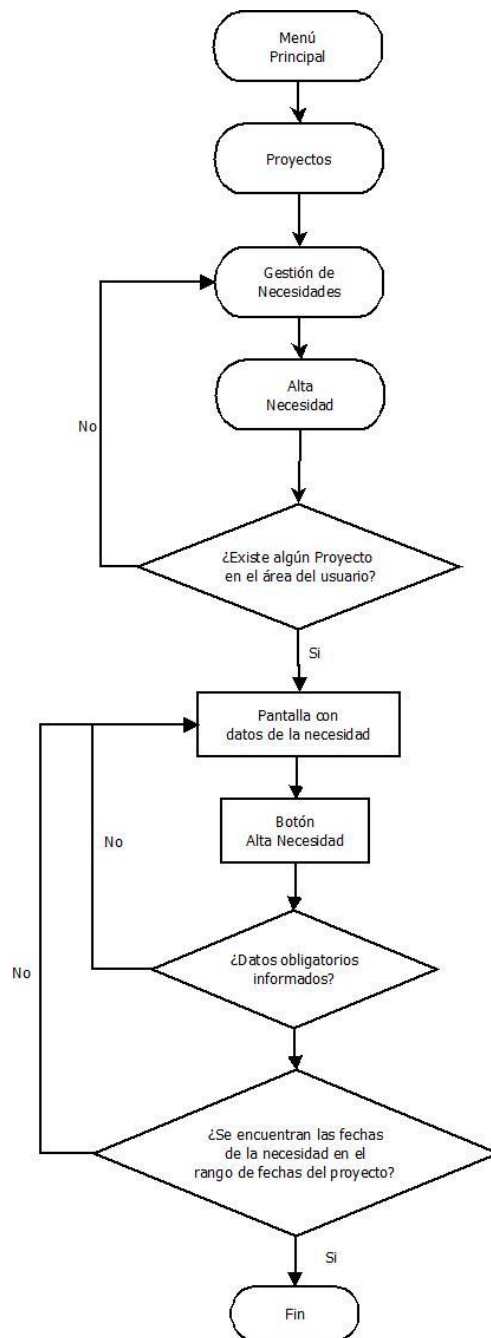 Menú
Principal
Proyectos
Gestión de
Necesidades
Alta
Necesidad
No
¿Existe algún Proyecto
en el área del usuario?
Si
Pantalla con
datos de la necesidad
Botón
Alta Necesidad
No
¿Datos obligatorios
informados?
No
¿Se encuentran las fechas
de la necesidad en el
rango de fechas del proyecto?
Si
Fin